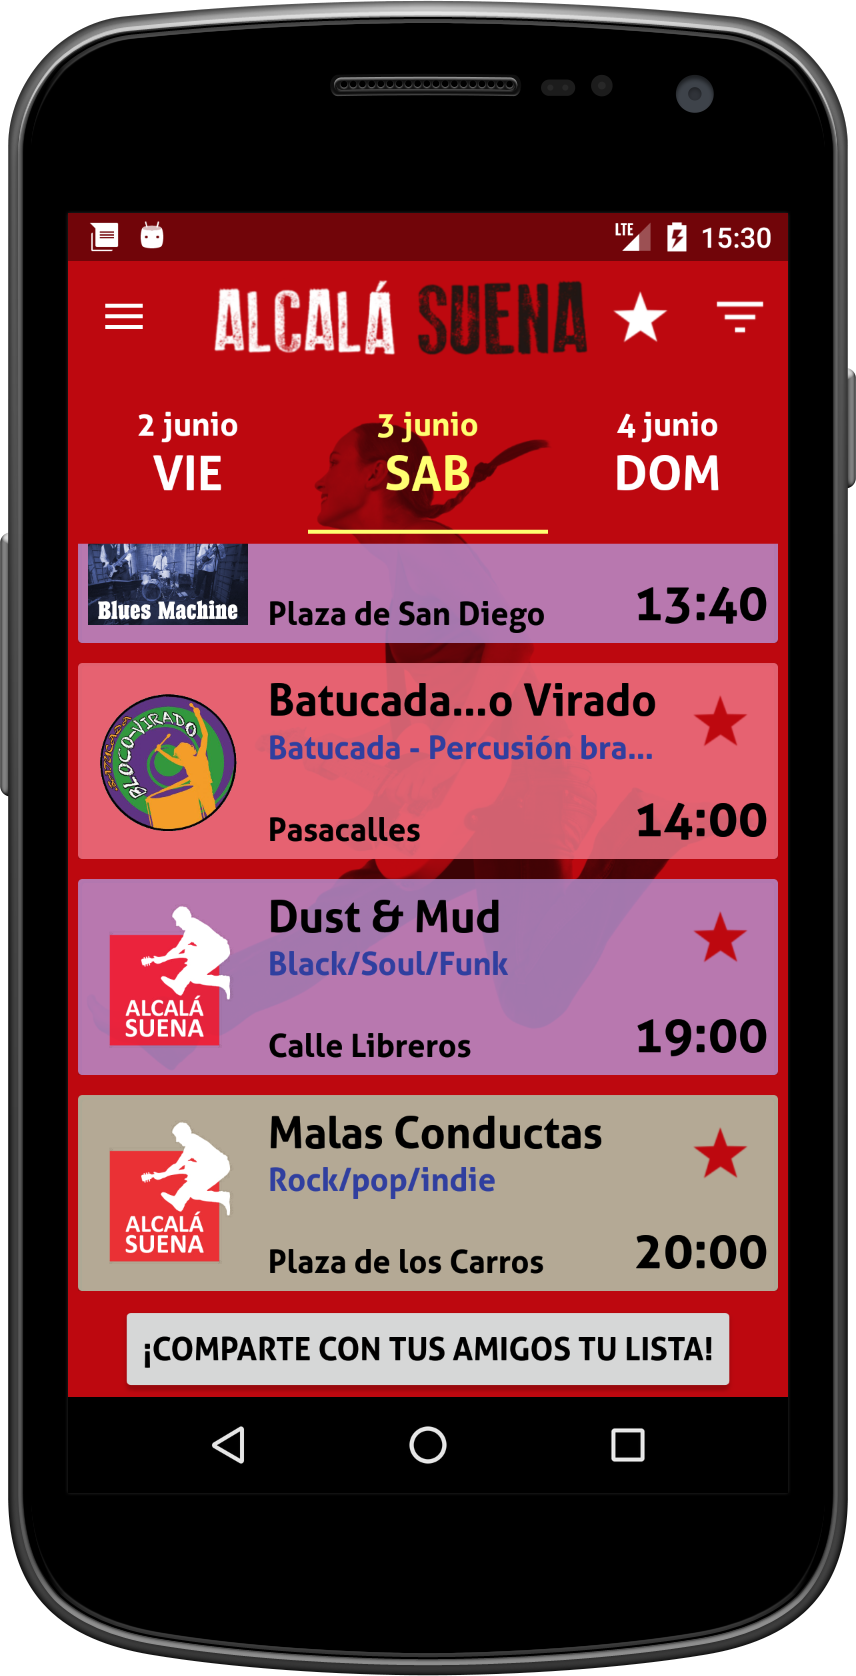 LTE 15:30
ALCALÁ SUENA
2 junio
VIE
3 junio
SAB
4 junio
DOM
Blues Machine
Plaza de San Diego
13:40
Batucada...o Virado
Batucada - Percusión bra...
BATUCADA
BLOCO-VIRADO
Pasacalles
14:00
Dust & Mud
Black/Soul/Funk
ALCALÁ
SUENA
Calle Libreros
19:00
Malas Conductas
Rock/pop/indie
ALCALÁ
SUENA
Plaza de los Carros
20:00
¡COMPARTE CON TUS AMIGOS TU LISTA!